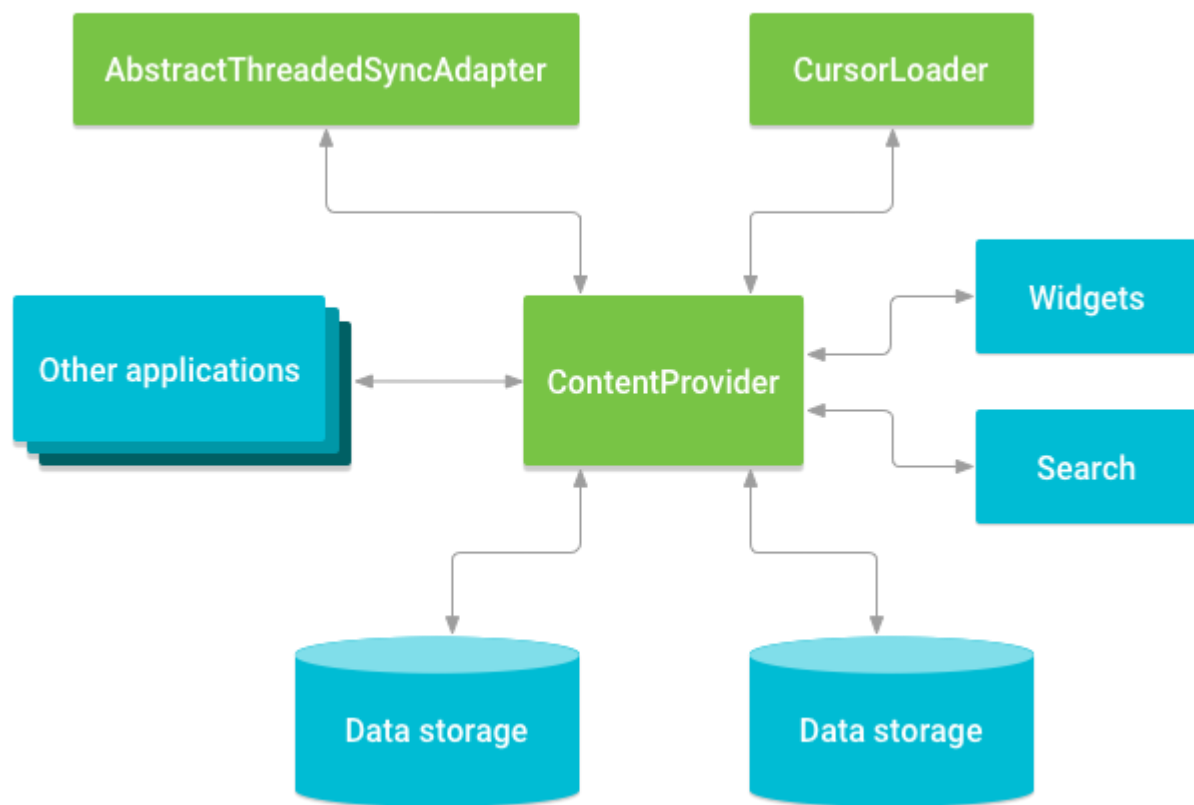 AbstractThreadedSyncAdapter
CursorLoader
Widgets
Other applications
ContentProvider
Search
Data storage
Data storage